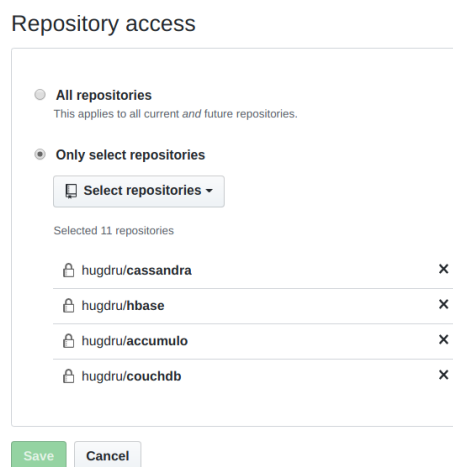 Repository access
All repositories
This applies to all current and future repositories.
Only select repositories
Select repositories
Selected 11 repositories
hugdru/cassandra
hugdru/hbase
hugdru/accumulo
hugdru/couchdb
Save Cancel